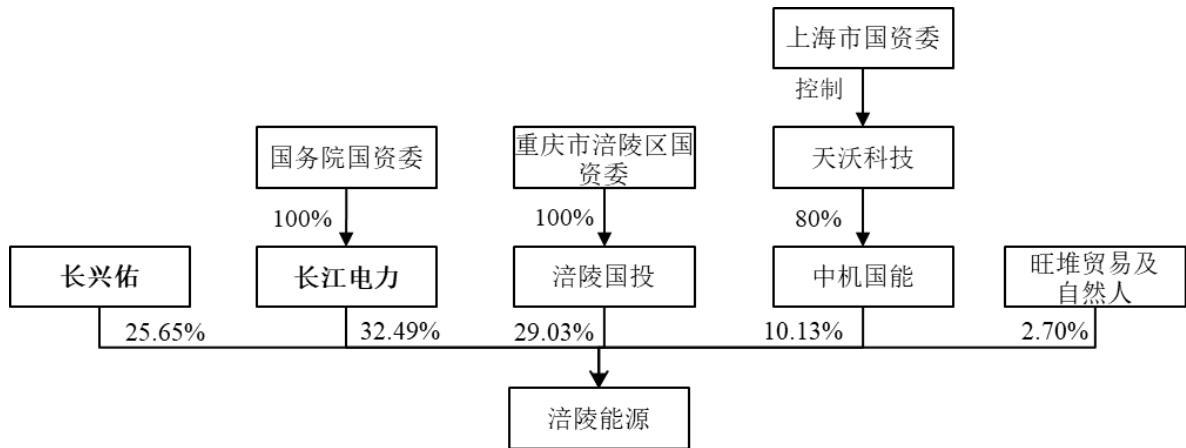 上海市国资委
控制
国务院国资委
重庆市涪陵区国
资委
天沃科技
100%
100%
80%
长兴佑
长江电力
涪陵国投
中机国能
旺堆贸易及
自然人
25.65%
32.49%
29.03%
10.13%
2.70%
涪陵能源